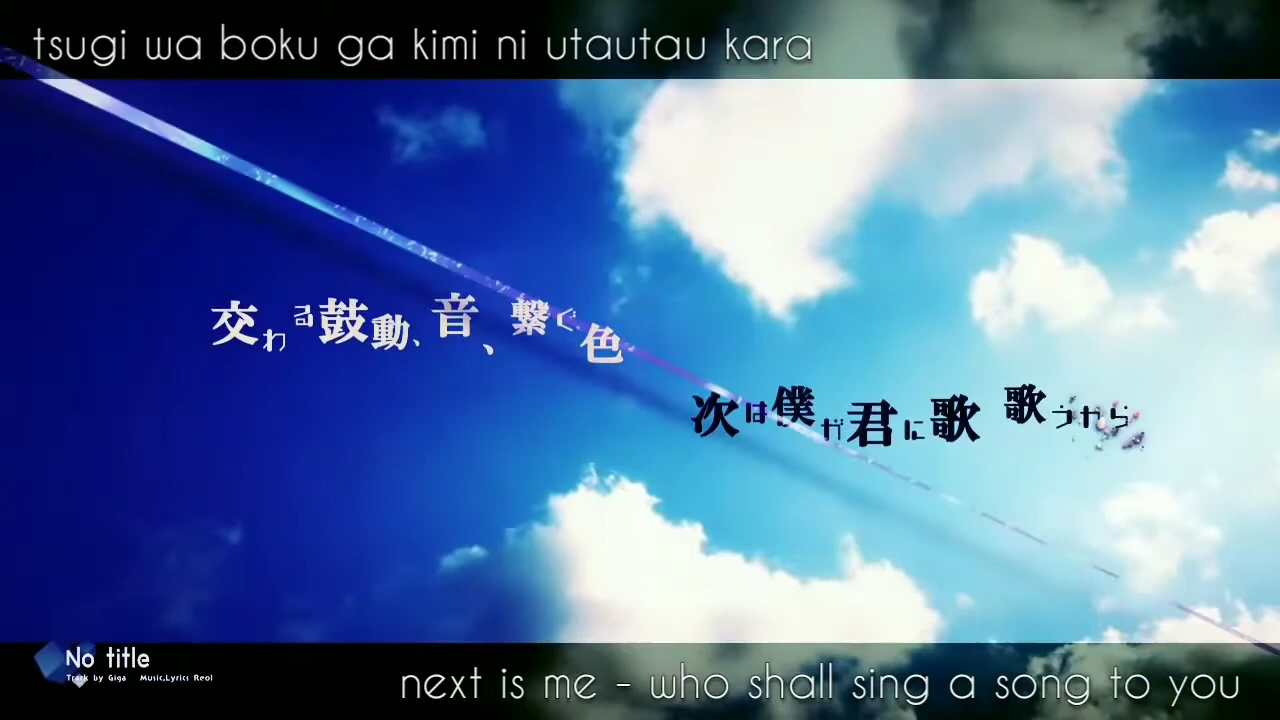 tsugi wa boku ga kimi ni utautau kara
交わる鼓動、音、繋ぐ色
次は僕が君に歌 歌うから
No title
Track by Giga Music,Lyrics Reol
next is me - who shall sing a song to you